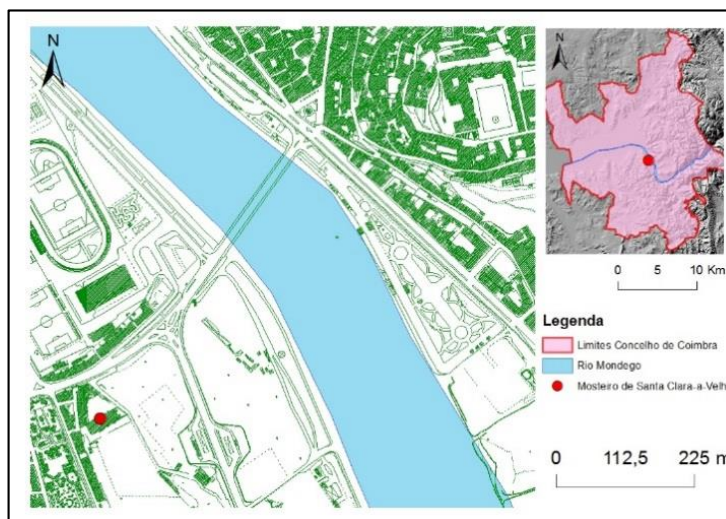 N
N
0 4 5 10 Km
Legenda
Limites Concelho de Coimbra
Rio Mondego
Mosteiro de Santa Clara-a-Velh
0 112,5 225 m